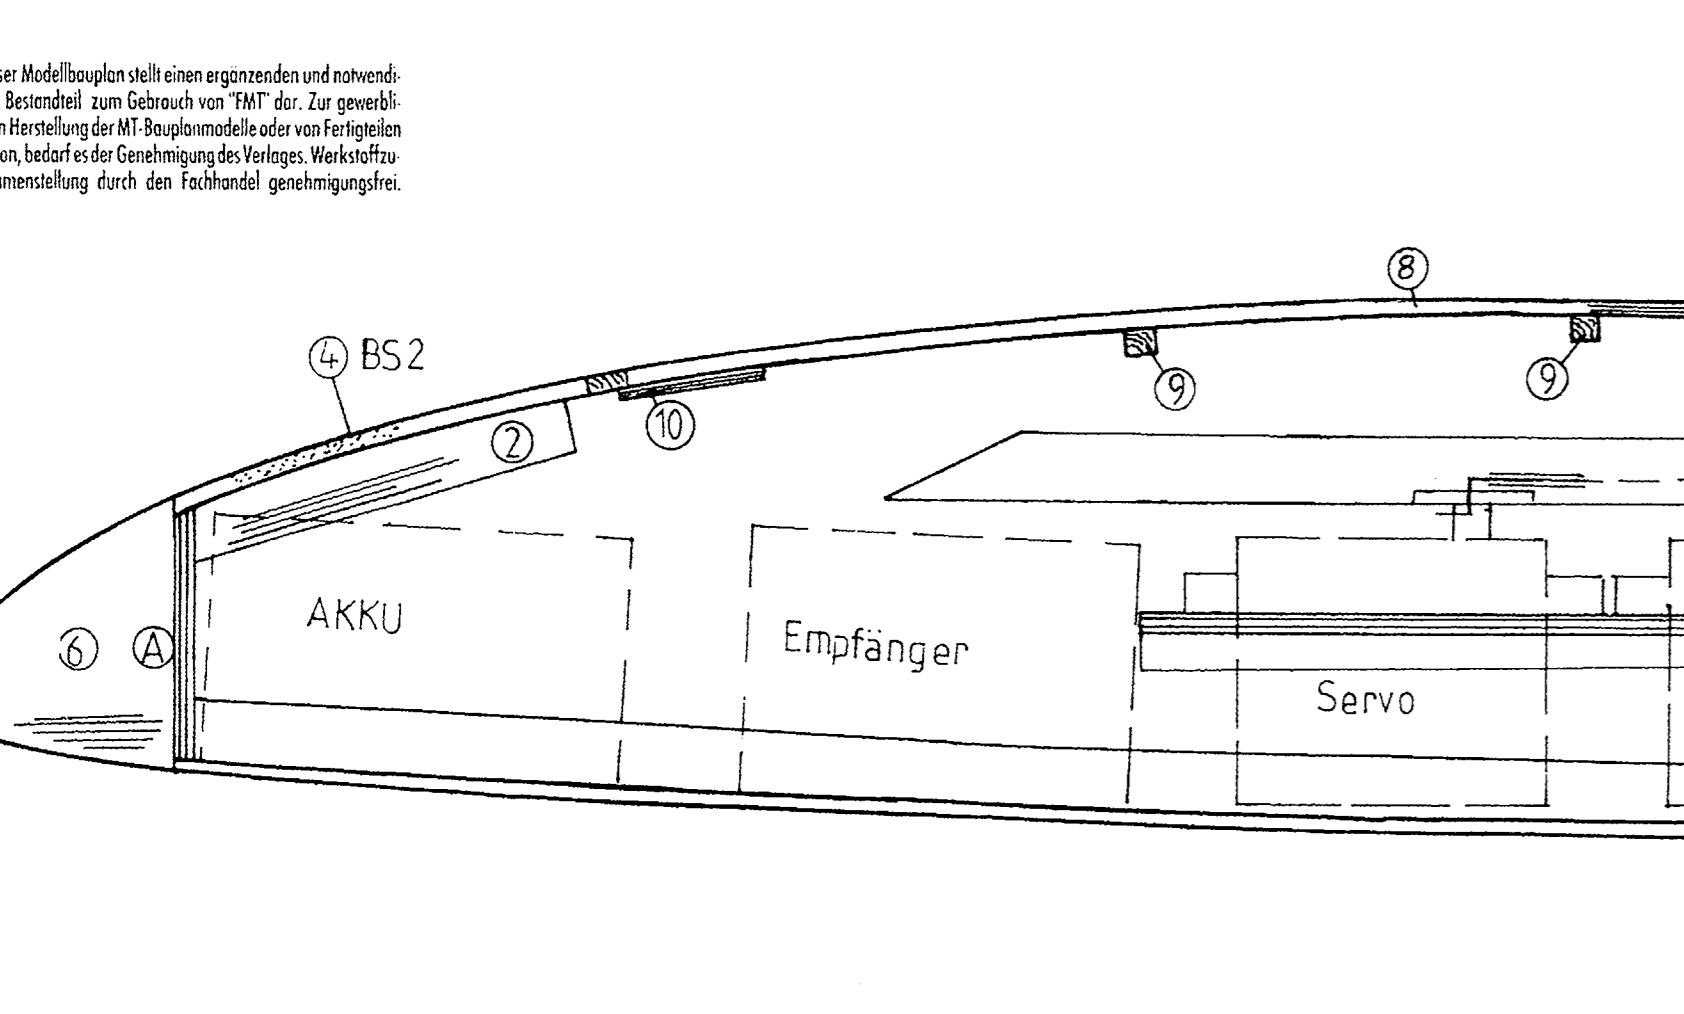 ser Modellbauplan stellt einen ergänzenden und notwendi-
Bestandteil zum Gebrauch von "FMT" dar. Zur gewerbli-
n Herstellung der MT-Bauplanmodelle oder von Fertigteilen
on, bedarf es der Genehmigung des Verlages. Werkstoffzu-
mmenstellung durch den Fachhandel genehmigungsfrei.
8
4 BS2
9
9
10
2
AKKU
Empfänger
6 A
Servo